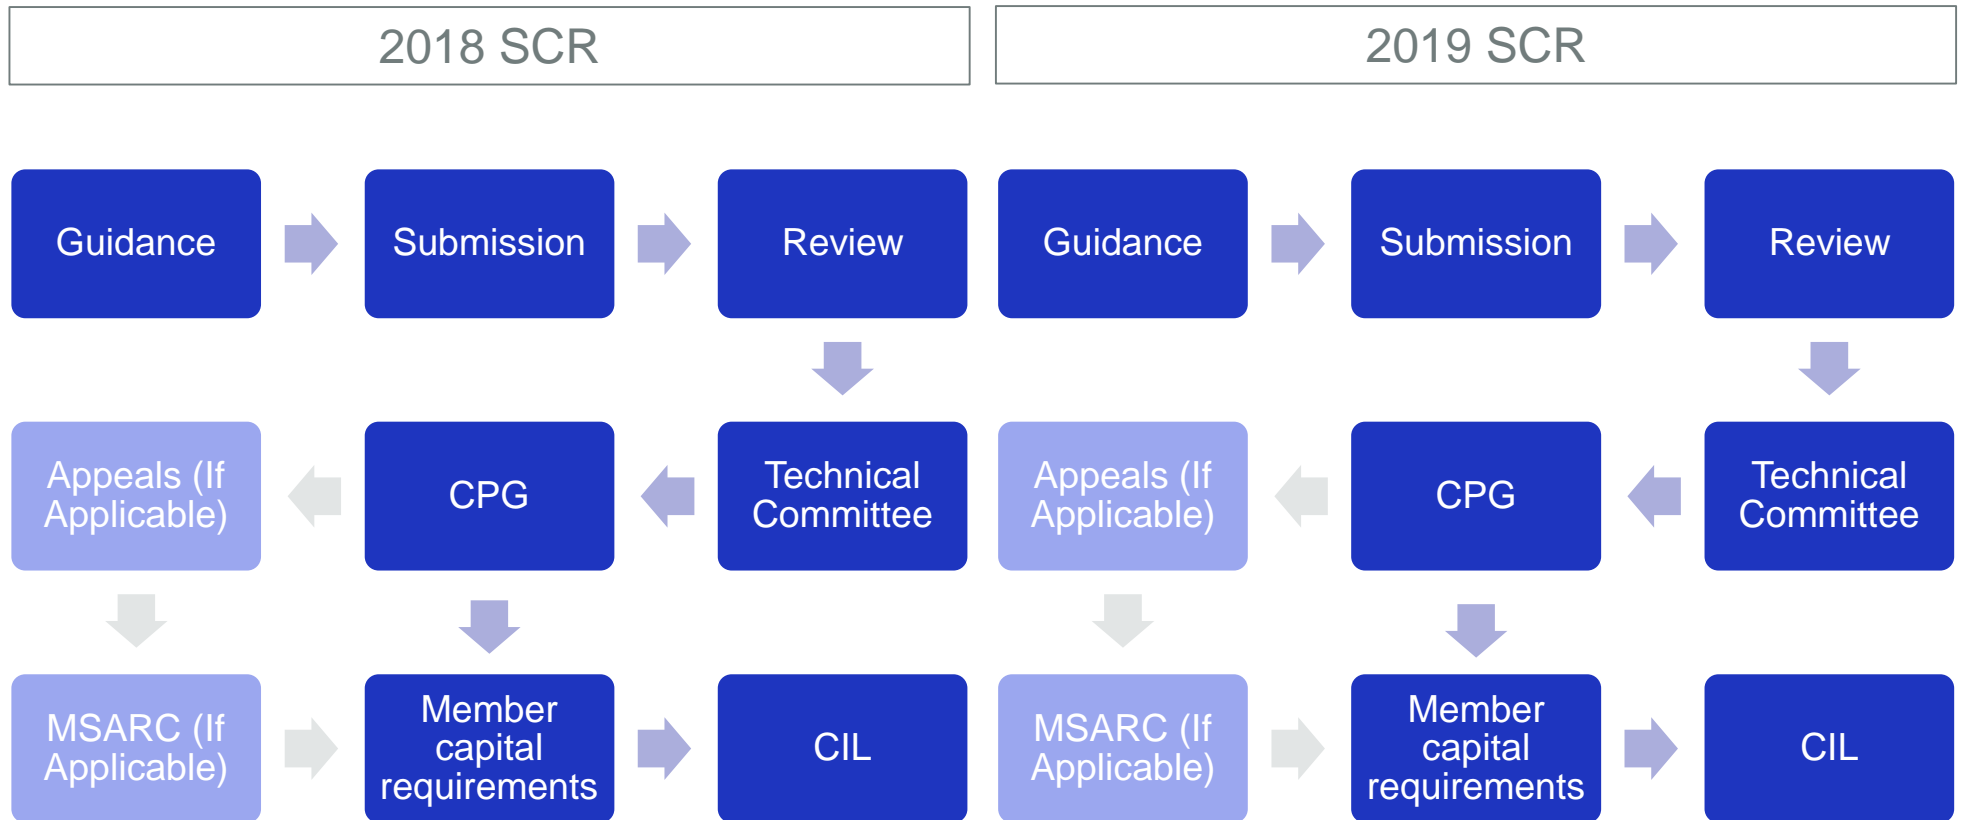 2018 SCR
2019 SCR
Guidance
Submission
Review
Guidance
Submission
Review
Appeals (If
Applicable)
CPG
Technical
Committee
Appeals (If
Applicable)
CPG
Technical
Committee
MSARC (If
Applicable)
Member
capital
requirements
CIL
MSARC (If
Applicable)
Member
capital
requirements
CIL